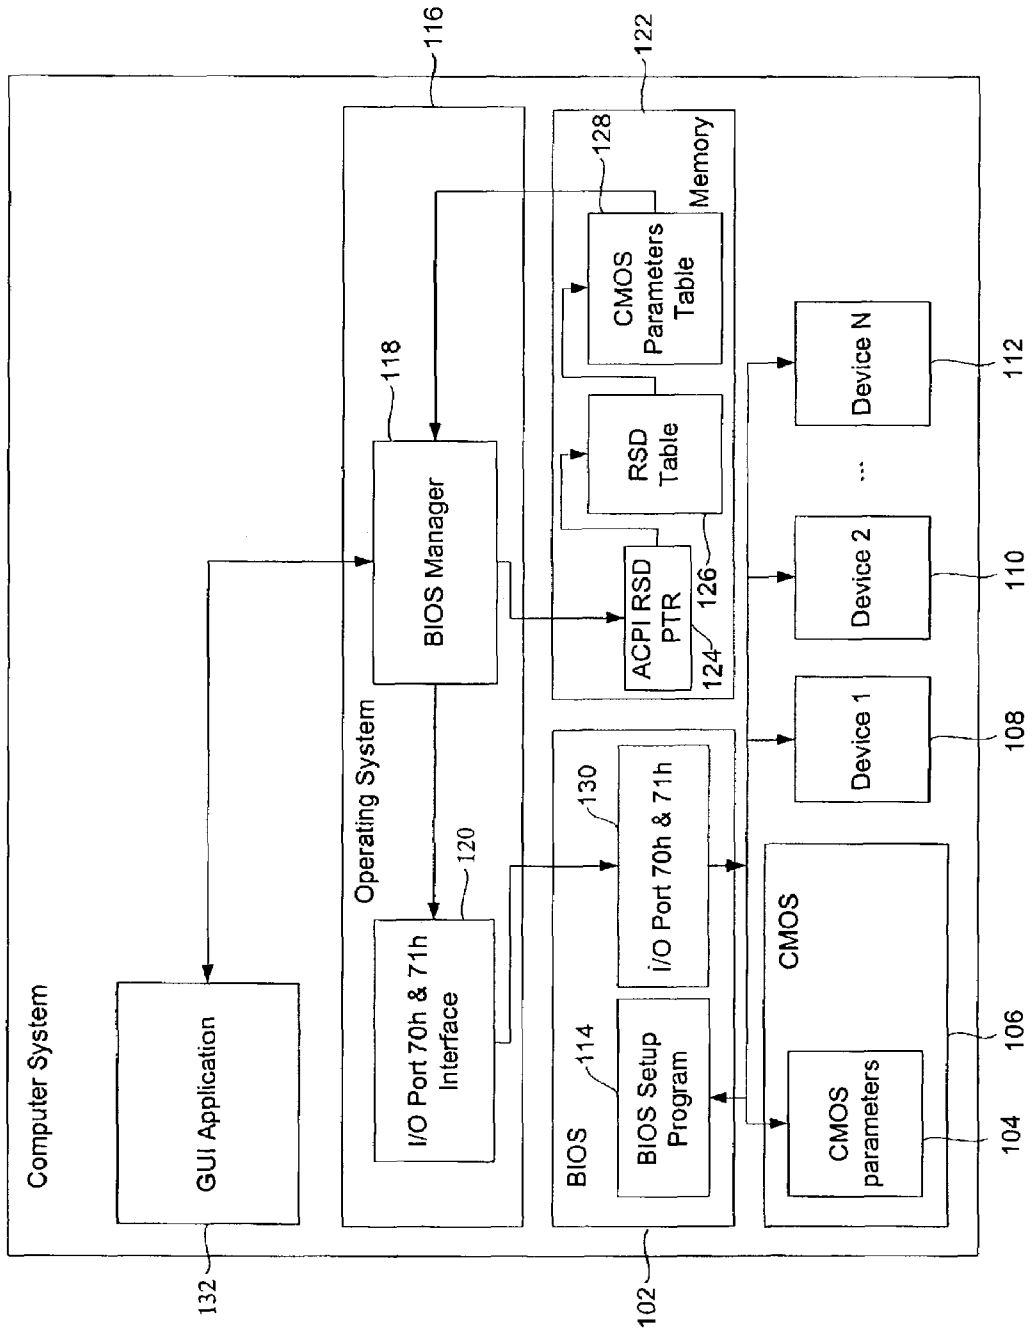 Computer System
GUI Application
132
Operating System
116
I/O Port 70h & 71h
Interface
120
BIOS Manager
118
BIOS
102
BIOS Setup
Program
114
i/O Port 70h & 71h
130
Memory
122
ACPI RSD
PTR
124
RSD
Table
126
CMOS
Parameters
Table
128
CMOS
106
CMOS
parameters
104
Device 1
108
Device 2
110
...
Device N
112